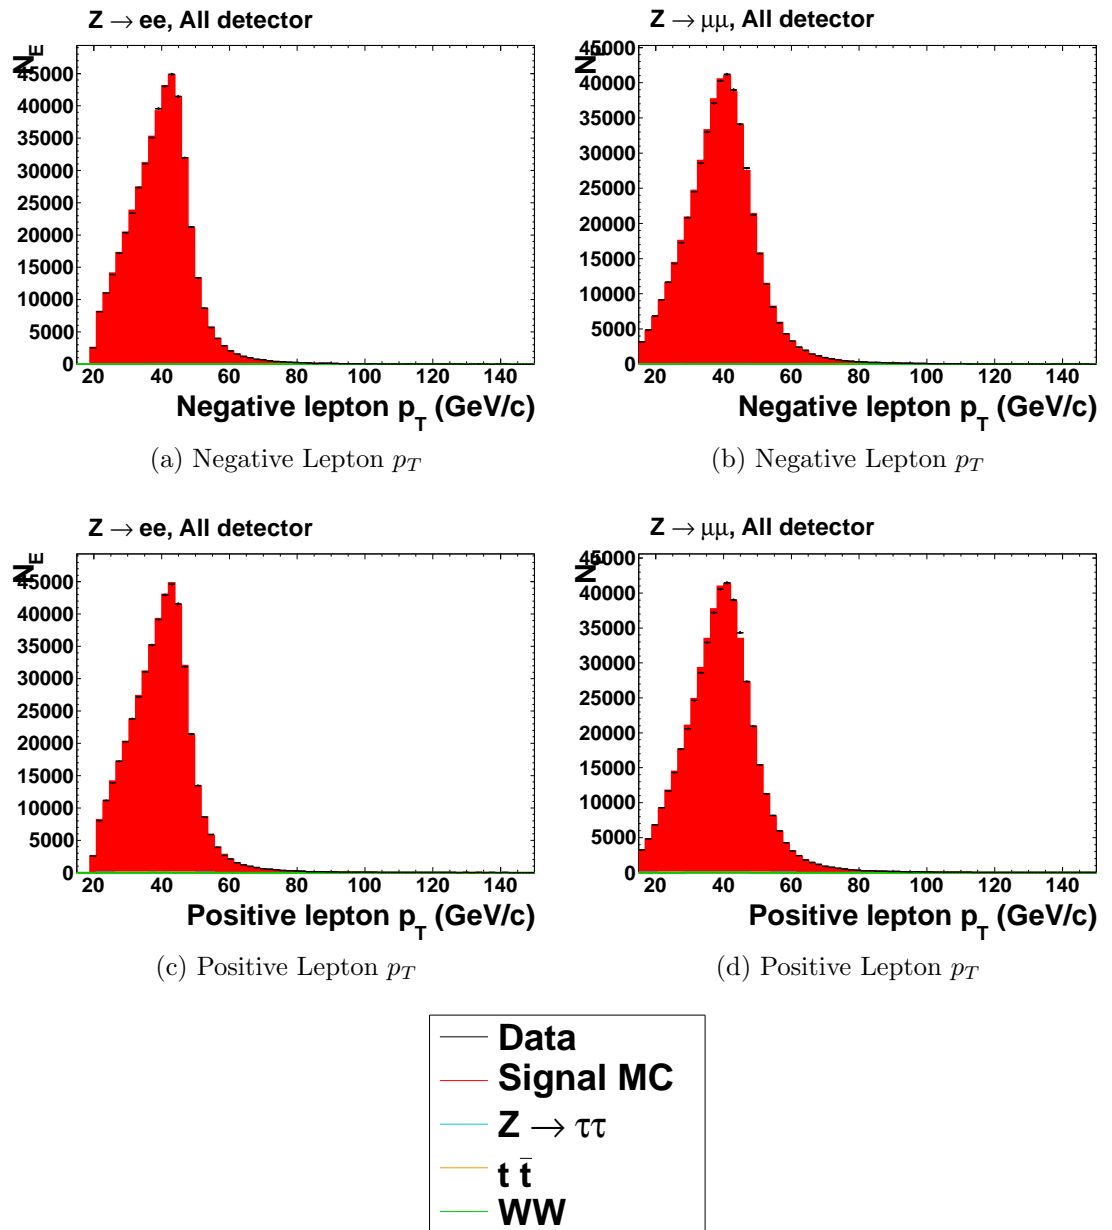 Z → ee, All detector
N_E
45000
40000
35000
30000
25000
20000
15000
10000
5000
0
20 40 60 80 100 120 140
Negative lepton p_T (GeV/c)
(a) Negative Lepton p_T
Z → μμ, All detector
45000
40000
35000
30000
25000
20000
15000
10000
5000
0
20 40 60 80 100 120 140
Negative lepton p_T (GeV/c)
(b) Negative Lepton p_T
Z → ee, All detector
N_E
45000
40000
35000
30000
25000
20000
15000
10000
5000
0
20 40 60 80 100 120 140
Positive lepton p_T (GeV/c)
(c) Positive Lepton p_T
Z → μμ, All detector
45000
40000
35000
30000
25000
20000
15000
10000
5000
0
20 40 60 80 100 120 140
Positive lepton p_T (GeV/c)
(d) Positive Lepton p_T
Data
Signal MC
Z → ττ
t t̄
WW